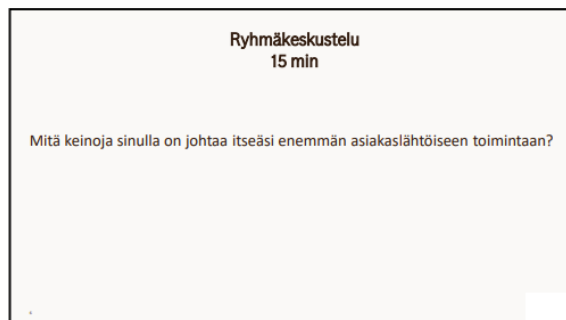 Ryhmäkeskustelu
15 min
Mitä keinoja sinulla on johtaa itseäsi enemmän asiakaslähtöiseen toimintaan?